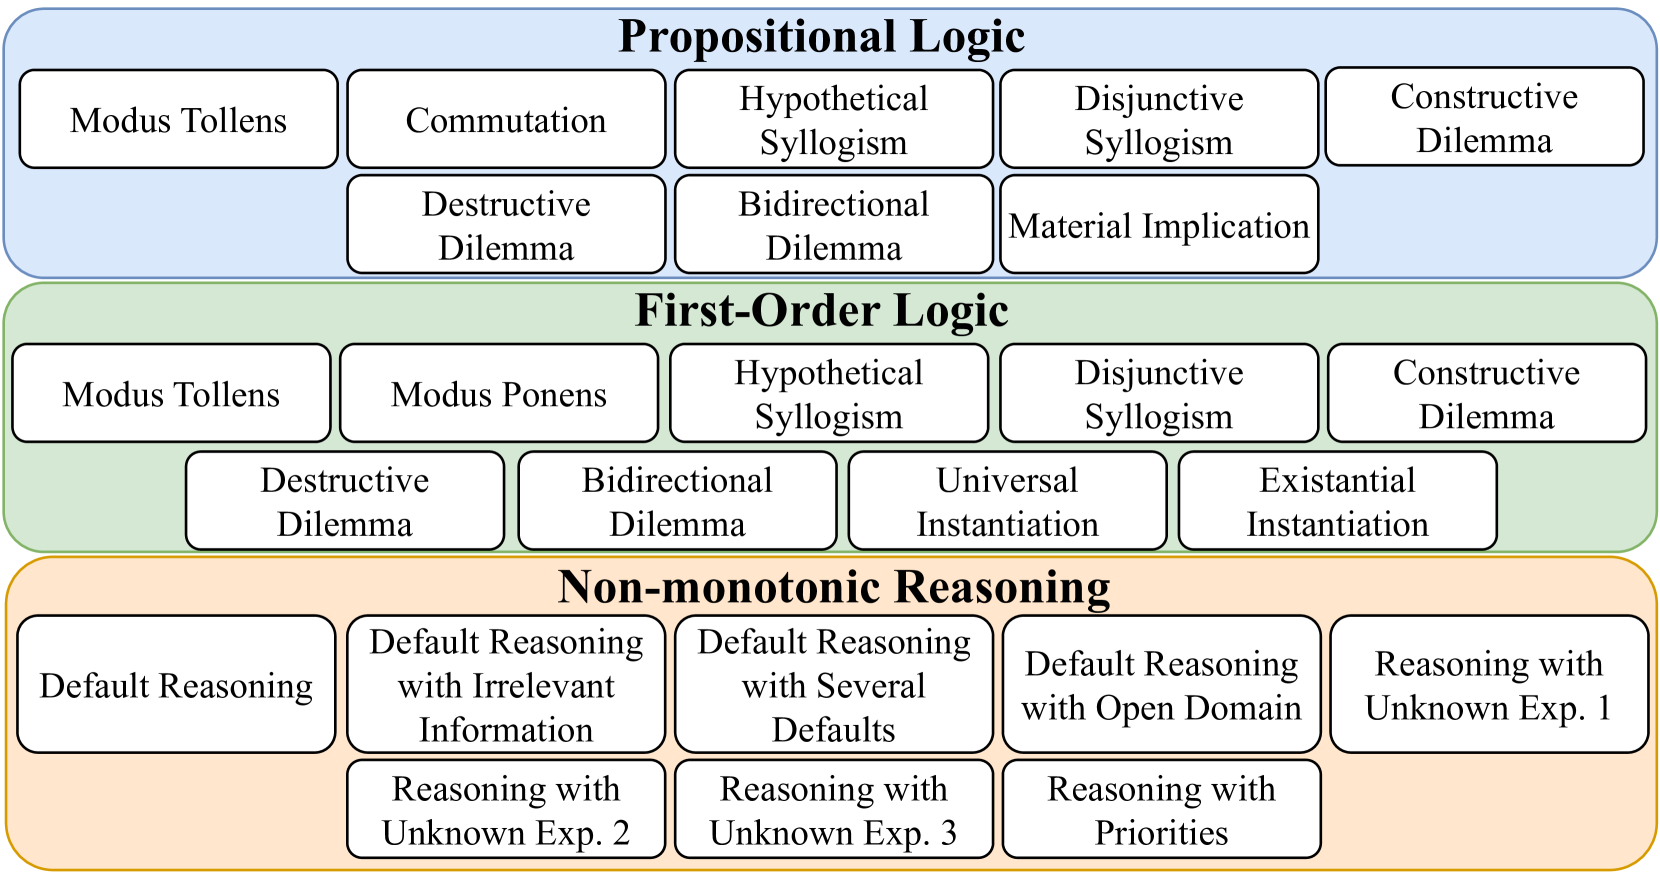 Propositional Logic
Modus Tollens
Commutation
Hypothetical
Syllogism
Disjunctive
Syllogism
Constructive
Dilemma
Destructive
Dilemma
Bidirectional
Dilemma
Material Implication
First-Order Logic
Modus Tollens
Modus Ponens
Hypothetical
Syllogism
Disjunctive
Syllogism
Constructive
Dilemma
Destructive
Dilemma
Bidirectional
Dilemma
Universal
Instantiation
Existantial
Instantiation
Non-monotonic Reasoning
Default Reasoning
Default Reasoning
with Irrelevant
Information
Default Reasoning
with Several
Defaults
Default Reasoning
with Open Domain
Reasoning with
Unknown Exp. 1
Reasoning with
Unknown Exp. 2
Reasoning with
Unknown Exp. 3
Reasoning with
Priorities